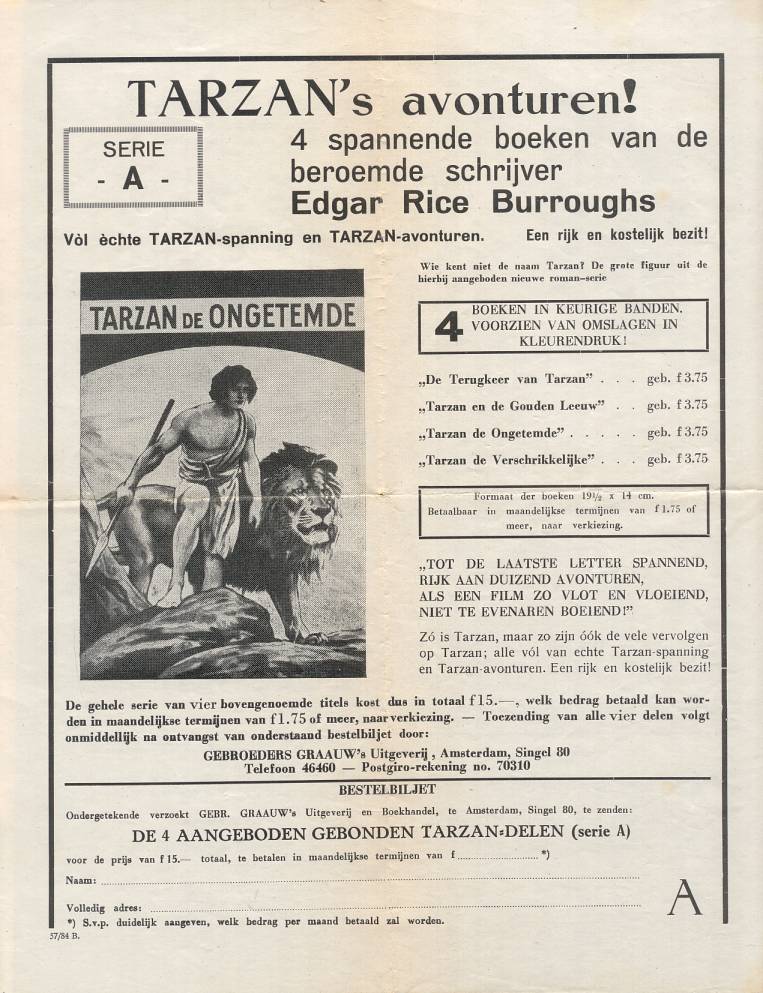 TARZAN's avonturen!
SERIE
- A -
4 spannende boeken van de
beroemde schrijver
Edgar Rice Burroughs
Vòl èchte TARZAN-spanning en TARZAN-avonturen. Een rijk en kostelijk bezit!
TARZAN DE ONGETEMDE
Wie kent niet de naam Tarzan? De grote figuur uit de
hierbij aangeboden nieuwe roman-serie
4 BOEKEN IN KEURIGE BANDEN.
VOORZIEN VAN OMSLAGEN IN
KLEURENDRUK!
„De Terugkeer van Tarzan” . . . geb. f 3.75
„Tarzan en de Gouden Leeuw” . . geb. f 3.75
„Tarzan de Ongetemde” . . . . . geb. f 3.75
„Tarzan de Verschrikkelijke” . . . geb. f 3.75
Formaat der boeken 19½ x 14 cm.
Betaalbaar in maandelijkse termijnen van f 1.75 of
meer, naar verkiezing.
„TOT DE LAATSTE LETTER SPANNEND,
RIJK AAN DUIZEND AVONTUREN,
ALS EEN FILM ZO VLOT EN VLOEIEND,
NIET TE EVENAREN BOEIEND!”
Zó is Tarzan, maar zo zijn óók de vele vervolgen
op Tarzan; alle vól van echte Tarzan-spanning
en Tarzan-avonturen. Een rijk en kostelijk bezit!
De gehele serie van vier bovengenoemde titels kost dus in totaal f 15.—, welk bedrag betaald kan wor-
den in maandelijkse termijnen van f 1.75 of meer, naar verkiezing. — Toezending van alle vier delen volgt
onmiddellijk na ontvangst van onderstaand bestelbiljet door:
GEBROEDERS GRAAUW's Uitgeverij, Amsterdam, Singel 80
Telefoon 46460 — Postgiro-rekening no. 70310
BESTELBILJET
Ondergetekende verzoekt GEBR. GRAAUW's Uitgeverij en Boekhandel, te Amsterdam, Singel 80, te zenden:
DE 4 AANGEBODEN GEBONDEN TARZAN=DELEN (serie A)
voor de prijs van f 15.— totaal, te betalen in maandelijkse termijnen van f .......................... *)
Naam: ..........................
Volledig adres: ..........................
A
*) S.v.p. duidelijk aangeven, welk bedrag per maand betaald zal worden.
57/84 B.